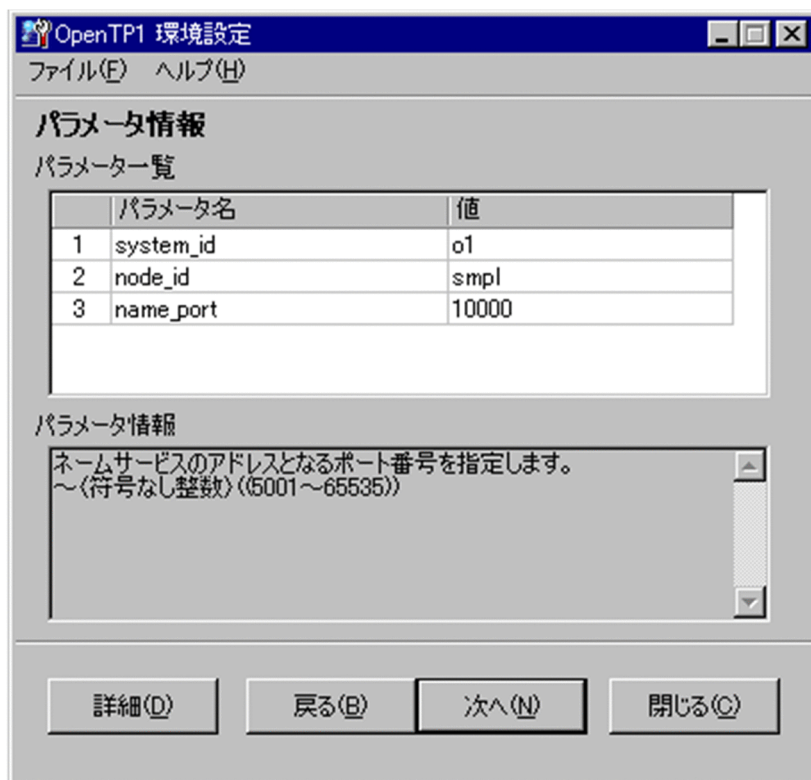 OpenTP1 環境設定
ファイル(F) ヘルプ(H)
パラメータ情報
パラメータ一覧
パラメータ名 値
1 system_id o1
2 node_id smpl
3 name_port 10000
パラメータ情報
ネームサービスのアドレスとなるポート番号を指定します。
～〈符号なし整数〉((5001～65535))
詳細(D) 戻る(B) 次へ(N) 閉じる(C)